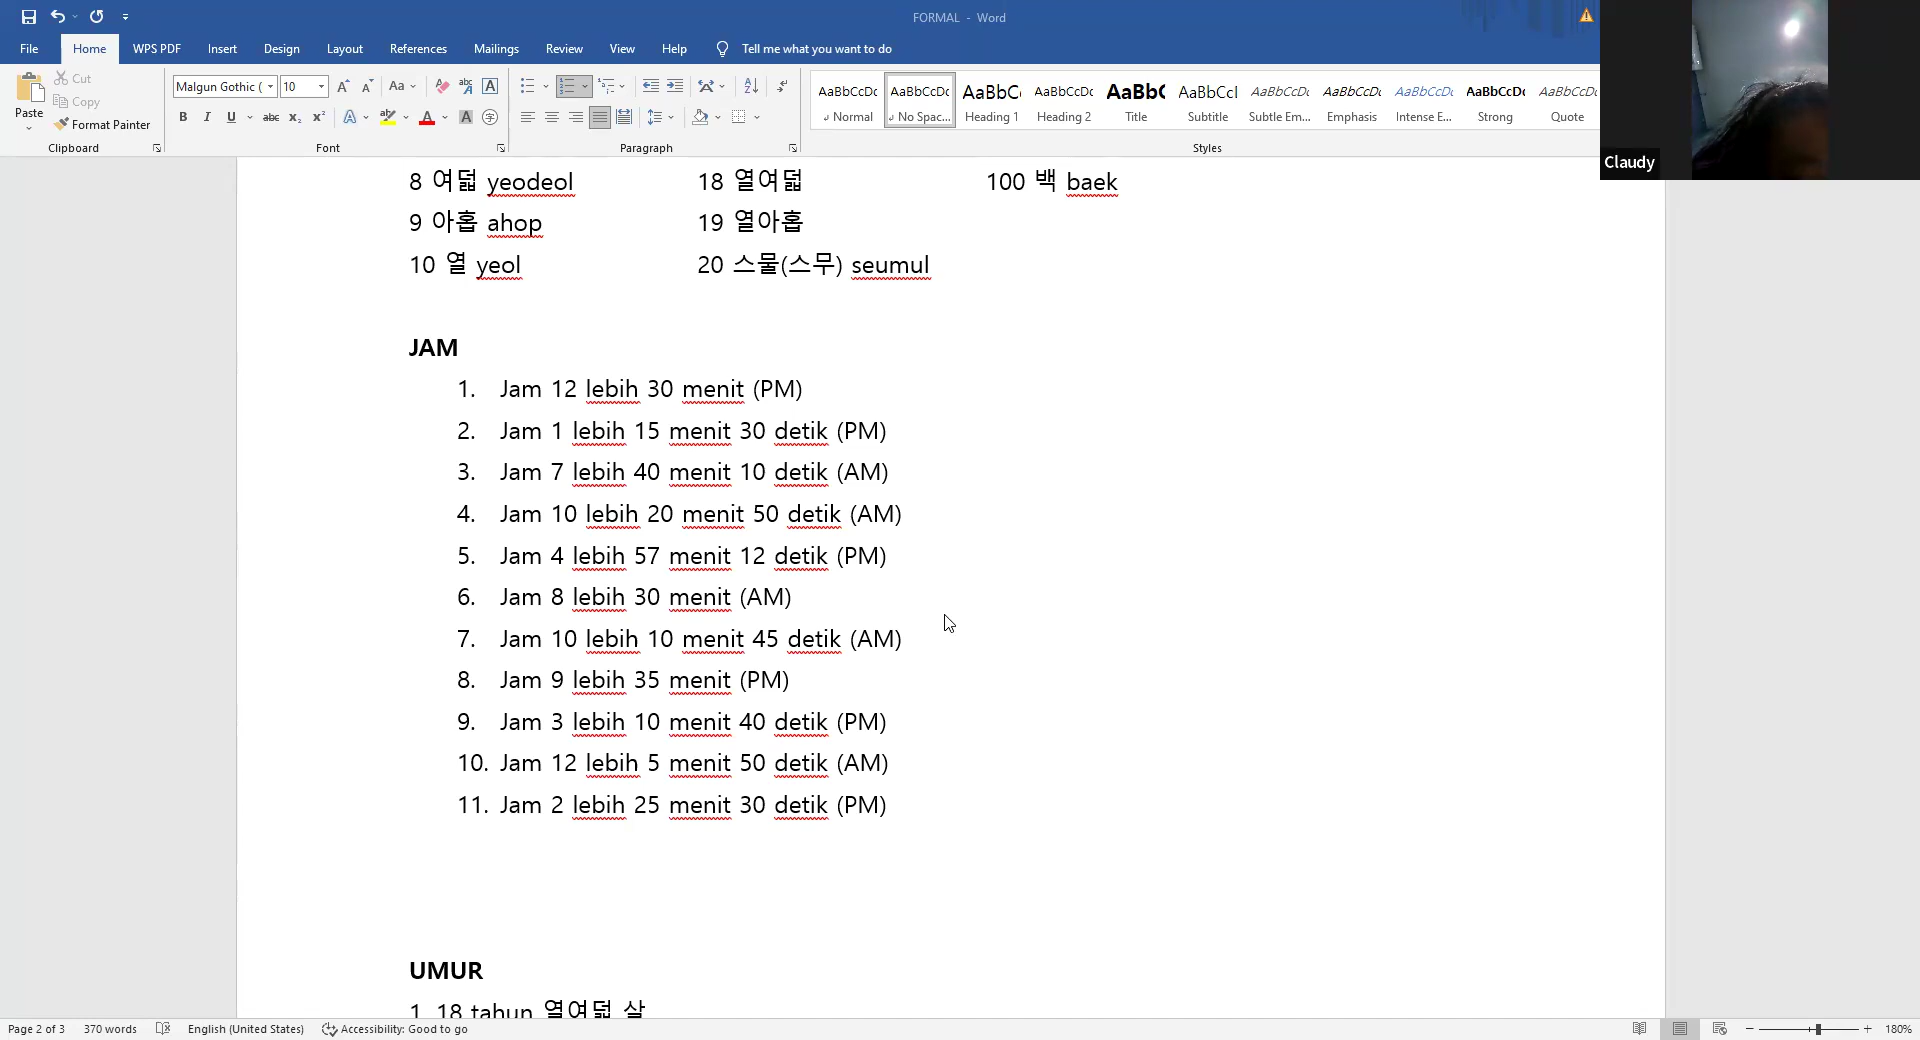 FORMAL - Word
File Home WPS PDF Insert Design Layout References Mailings Review View Help Tell me what you want to do
Paste
Cut
Copy
Format Painter
Clipboard
Malgun Gothic ( 10
Font
Paragraph
AaBbCcDc Normal
AaBbCcDc No Spac...
AaBbC( Heading 1
AaBbCcDc Heading 2
AaBb( Title
AaBbCcl Subtitle
AaBbCcDc Subtle Em...
AaBbCcDc Emphasis
AaBbCcDc Intense E...
AaBbCcDc Strong
AaBbCcDc Quote
Styles
Claudy
8 여덟 yeodeol 18 열여덟 100 백 baek
9 아홉 ahop 19 열아홉
10 열 yeol 20 스물(스무) seumul
JAM
1. Jam 12 lebih 30 menit (PM)
2. Jam 1 lebih 15 menit 30 detik (PM)
3. Jam 7 lebih 40 menit 10 detik (AM)
4. Jam 10 lebih 20 menit 50 detik (AM)
5. Jam 4 lebih 57 menit 12 detik (PM)
6. Jam 8 lebih 30 menit (AM)
7. Jam 10 lebih 10 menit 45 detik (AM)
8. Jam 9 lebih 35 menit (PM)
9. Jam 3 lebih 10 menit 40 detik (PM)
10. Jam 12 lebih 5 menit 50 detik (AM)
11. Jam 2 lebih 25 menit 30 detik (PM)
UMUR
1. 18 tahun 열여덟 살
Page 2 of 3 370 words English (United States) Accessibility: Good to go 180%